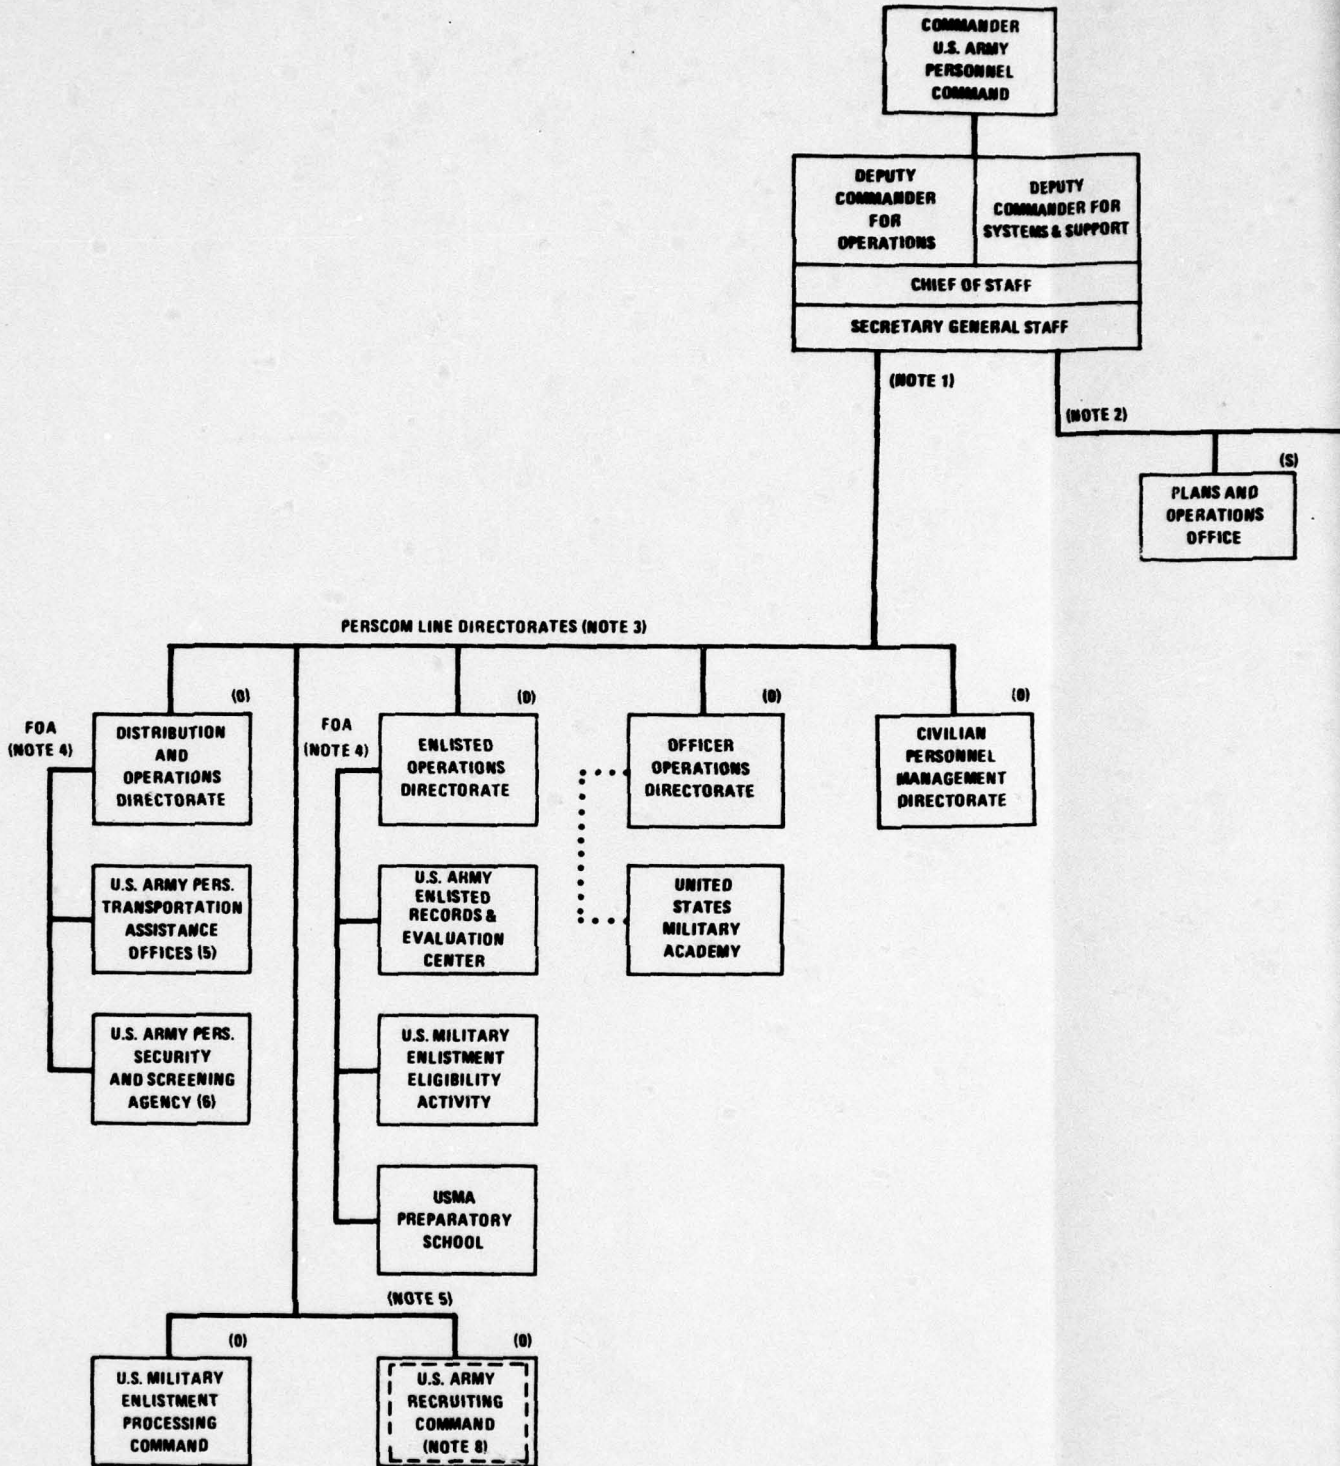 COMMANDER
U.S. ARMY
PERSONNEL
COMMAND
DEPUTY
COMMANDER
FOR
OPERATIONS
DEPUTY
COMMANDER FOR
SYSTEMS & SUPPORT
CHIEF OF STAFF
SECRETARY GENERAL STAFF
(NOTE 1)
(NOTE 2)
(S)
PLANS AND
OPERATIONS
OFFICE
PERSCOM LINE DIRECTORATES (NOTE 3)
FOA
(NOTE 4)
(O)
DISTRIBUTION
AND
OPERATIONS
DIRECTORATE
U.S. ARMY PERS.
TRANSPORTATION
ASSISTANCE
OFFICES (5)
U.S. ARMY PERS.
SECURITY
AND SCREENING
AGENCY (6)
FOA
(NOTE 4)
(O)
ENLISTED
OPERATIONS
DIRECTORATE
U.S. ARMY
ENLISTED
RECORDS &
EVALUATION
CENTER
U.S. MILITARY
ENLISTMENT
ELIGIBILITY
ACTIVITY
USMA
PREPARATORY
SCHOOL
(O)
OFFICER
OPERATIONS
DIRECTORATE
UNITED
STATES
MILITARY
ACADEMY
(O)
CIVILIAN
PERSONNEL
MANAGEMENT
DIRECTORATE
(NOTE 5)
(O)
U.S. MILITARY
ENLISTMENT
PROCESSING
COMMAND
(O)
U.S. ARMY
RECRUITING
COMMAND
(NOTE 8)